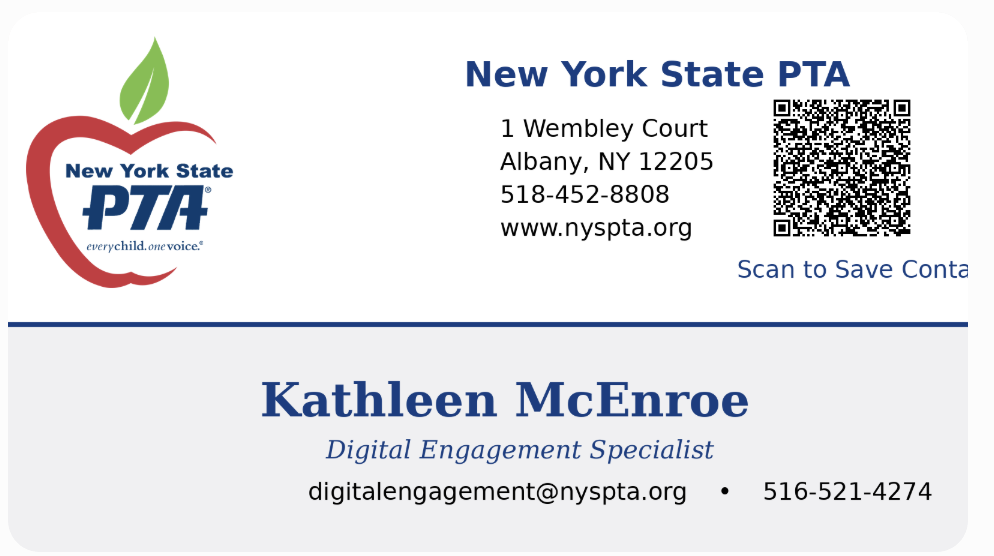 New York State
PTA®
everychild.onevoice.®
New York State PTA
1 Wembley Court
Albany, NY 12205
518-452-8808
www.nyspta.org
Scan to Save Conta
Kathleen McEnroe
Digital Engagement Specialist
digitalengagement@nyspta.org • 516-521-4274